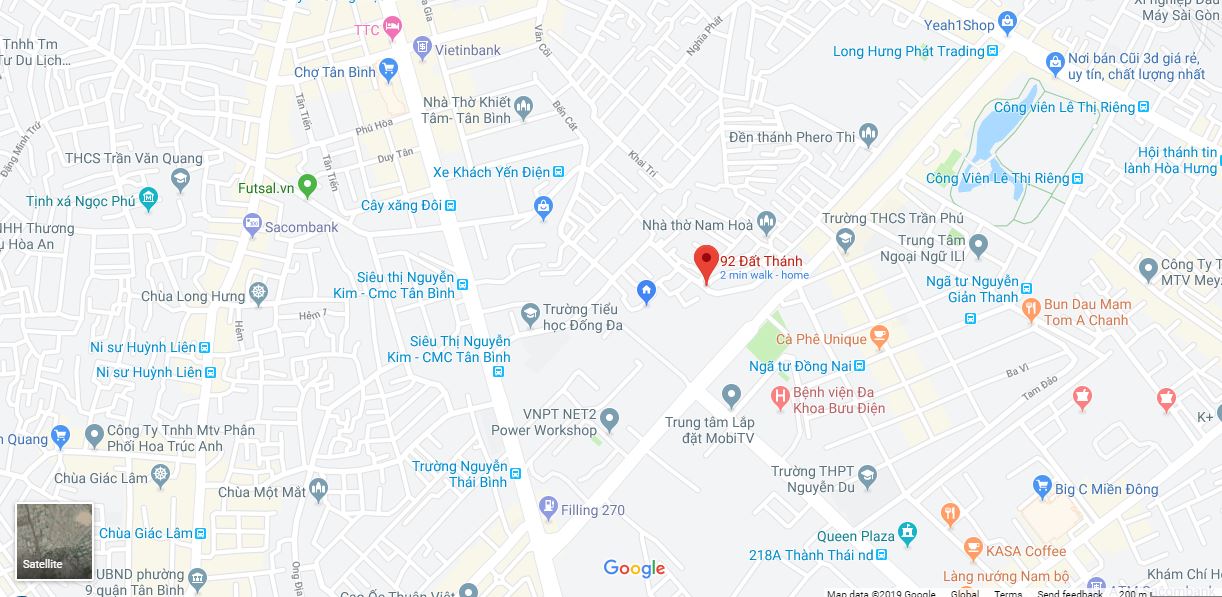 Tnhh Tm
Tư Du Lịch...
TTC
Gia
Vietinbank
Chợ Tân Bình
Văn Côi
Nghĩa Phát
Yeah1Shop
Máy Sài Gòn
Long Hưng Phát Trading
Nơi bán Cũi 3d giá rẻ,
uy tín, chất lượng nhất
Công viên Lê Thị Riêng
Nhà Thờ Khiết
Tâm- Tân Bình
Bến Cát
Đặng Minh Trứ
Tân Tiến
Phú Hòa
Duy Tân
Tân Tiến
Đền thánh Phero Thi
Khai Trí
Hội thánh tin
lành Hòa Hưng
THCS Trần Văn Quang
Futsal.vn
Xe Khách Yến Điện
Công Viên Lê Thị Riêng
Tịnh xá Ngọc Phú
Cây xăng Đôi
NHH Thương
ụ Hòa An
Sacombank
Nhà thờ Nam Hoà
Trường THCS Trần Phú
Trung Tâm
Ngoại Ngữ ILI
92 Đất Thánh
2 min walk - home
Công Ty T
MTV Mey
Siêu thị Nguyễn
Kim - Cmc Tân Bình
Ngã tư Nguyễn
Giản Thanh
Chùa Long Hưng
Hẻm 7
Hẻm
Trường Tiểu
học Đống Đa
Bun Dau Mam
Tom A Chanh
Ni sư Huỳnh Liên
Siêu Thị Nguyễn
Kim - CMC Tân Bình
Cà Phê Unique
Ni sư Huỳnh Liên
Ngã tư Đồng Nai
Ba Vì
Tam Đảo
Bệnh viện Đa
Khoa Bưu Điện
VNPT NET2
Power Workshop
Trung tâm Lắp
đặt MobiTV
K+
Quang
Công Ty Tnhh Mtv Phân
Phối Hoa Trúc Anh
Chùa Giác Lâm
Trường Nguyễn
Thái Bình
Trường THPT
Nguyễn Du
Chùa Một Mắt
Big C Miền Đông
Filling 270
Chùa Giác Lâm
Queen Plaza
218A Thành Thái nd
KASA Coffee
Satellite
Ông Địa
Google
Làng nướng Nam bộ
UBND phường
9 quận Tân Bình
Khám Chí H
Cao Ốc Thuận Việt
ATM Sacombank
Map data ©2019 Google Global Terms Send feedback 200 m